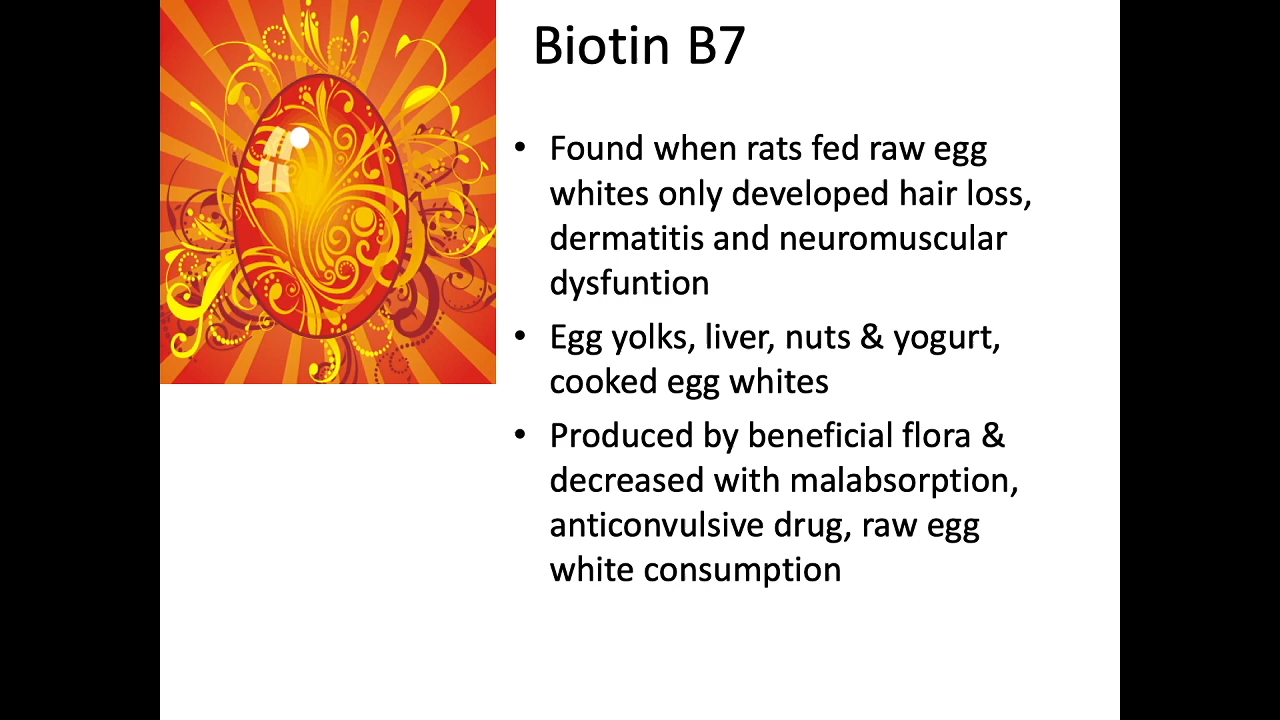 Biotin B7
• Found when rats fed raw egg
whites only developed hair loss,
dermatitis and neuromuscular
dysfuntion
• Egg yolks, liver, nuts & yogurt,
cooked egg whites
• Produced by beneficial flora &
decreased with malabsorption,
anticonvulsive drug, raw egg
white consumption